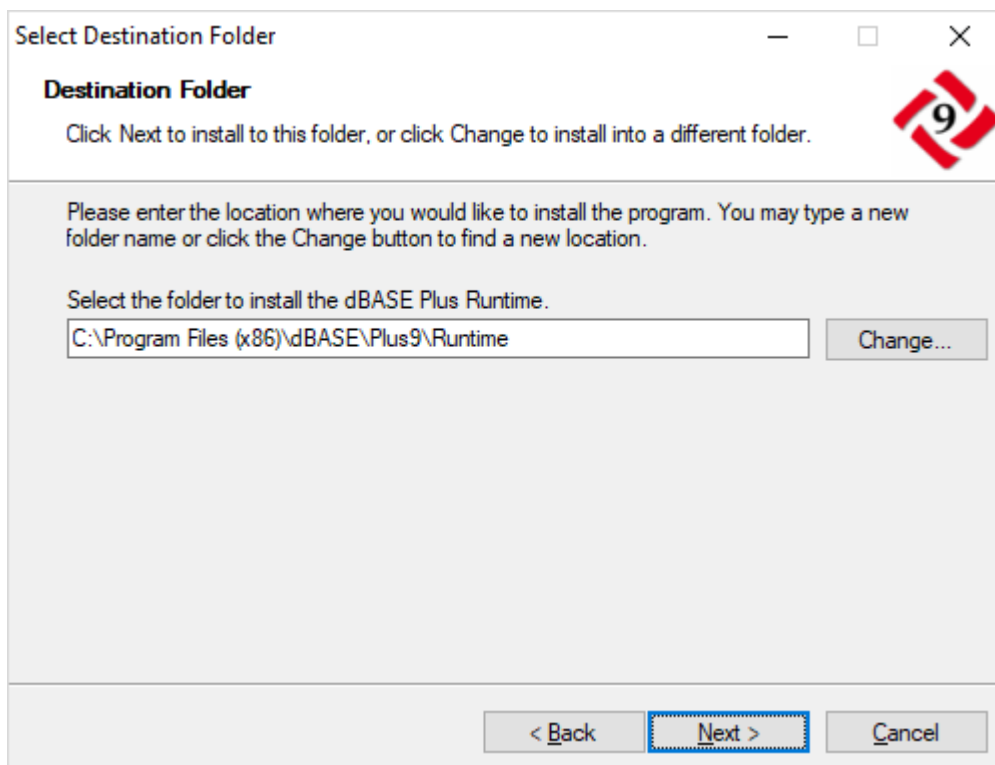 Select Destination Folder
Destination Folder
9
Click Next to install to this folder, or click Change to install into a different folder.
Please enter the location where you would like to install the program. You may type a new
folder name or click the Change button to find a new location.
Select the folder to install the dBASE Plus Runtime.
C:\Program Files (x86)\dBASE\Plus9\Runtime
Change...
< Back
Next >
Cancel